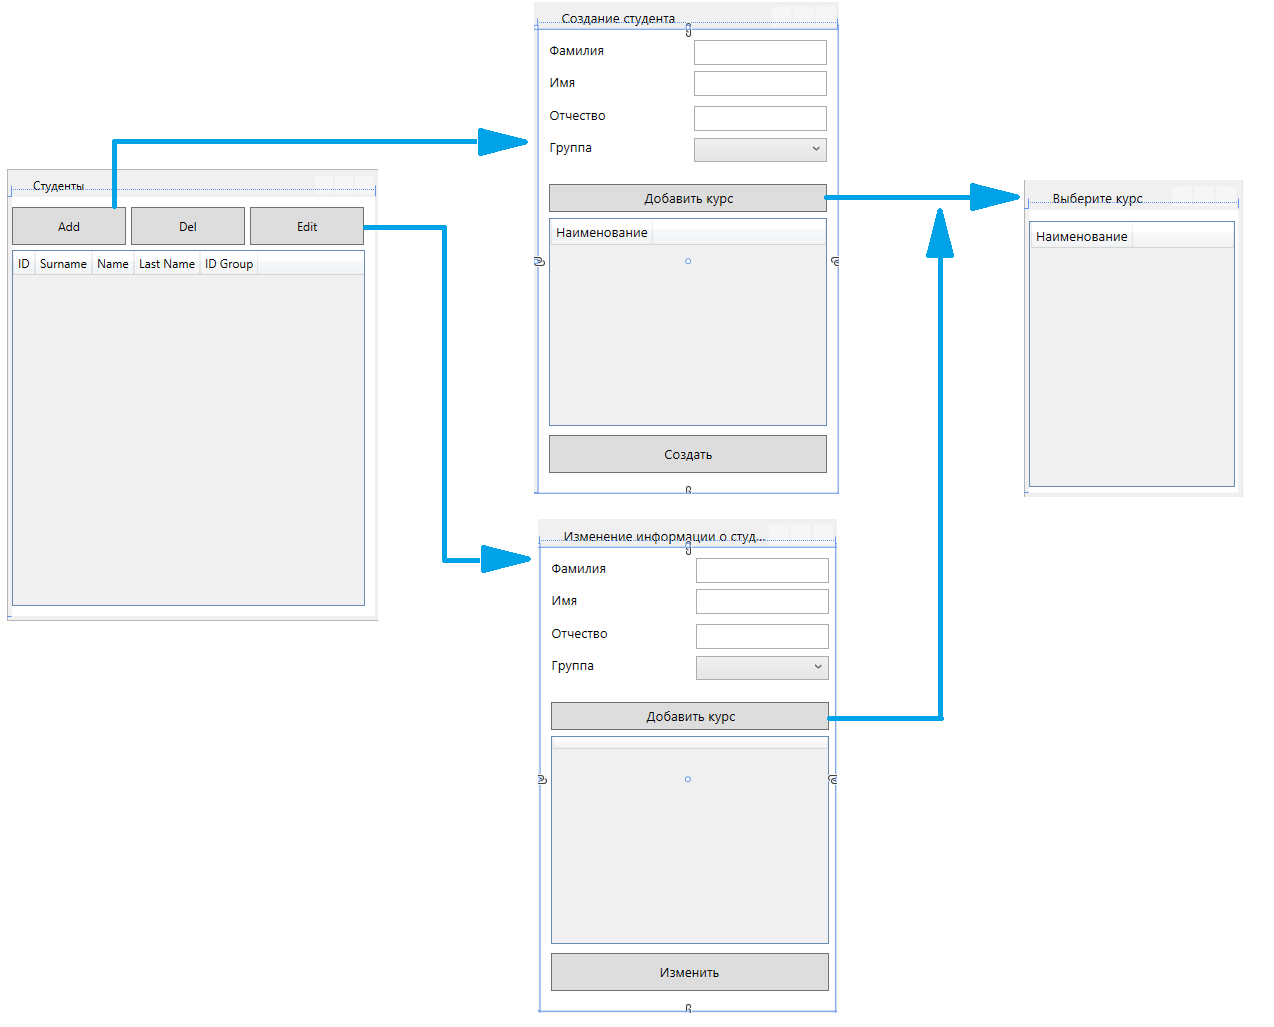 Студенты
Add Del Edit
ID Surname Name Last Name ID Group
Создание студента
Фамилия
Имя
Отчество
Группа
Добавить курс
Наименование
Создать
Изменение информации о студ...
Фамилия
Имя
Отчество
Группа
Добавить курс
Изменить
Выберите курс
Наименование